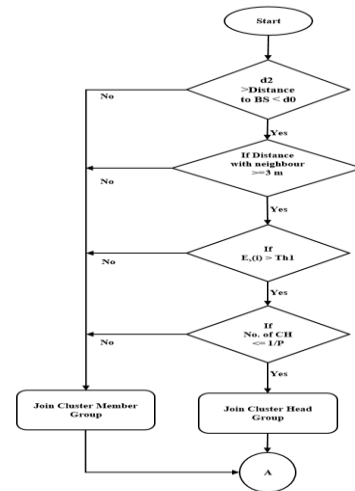 Start
d2
>Distance
to BS < d0
No
Yes
If Distance
with neighbour
>=3 m
No
Yes
If
Eₛ(i) > Th1
No
Yes
If
No. of CH
<= 1/P
No
Yes
Join Cluster Member
Group
Join Cluster Head
Group
A